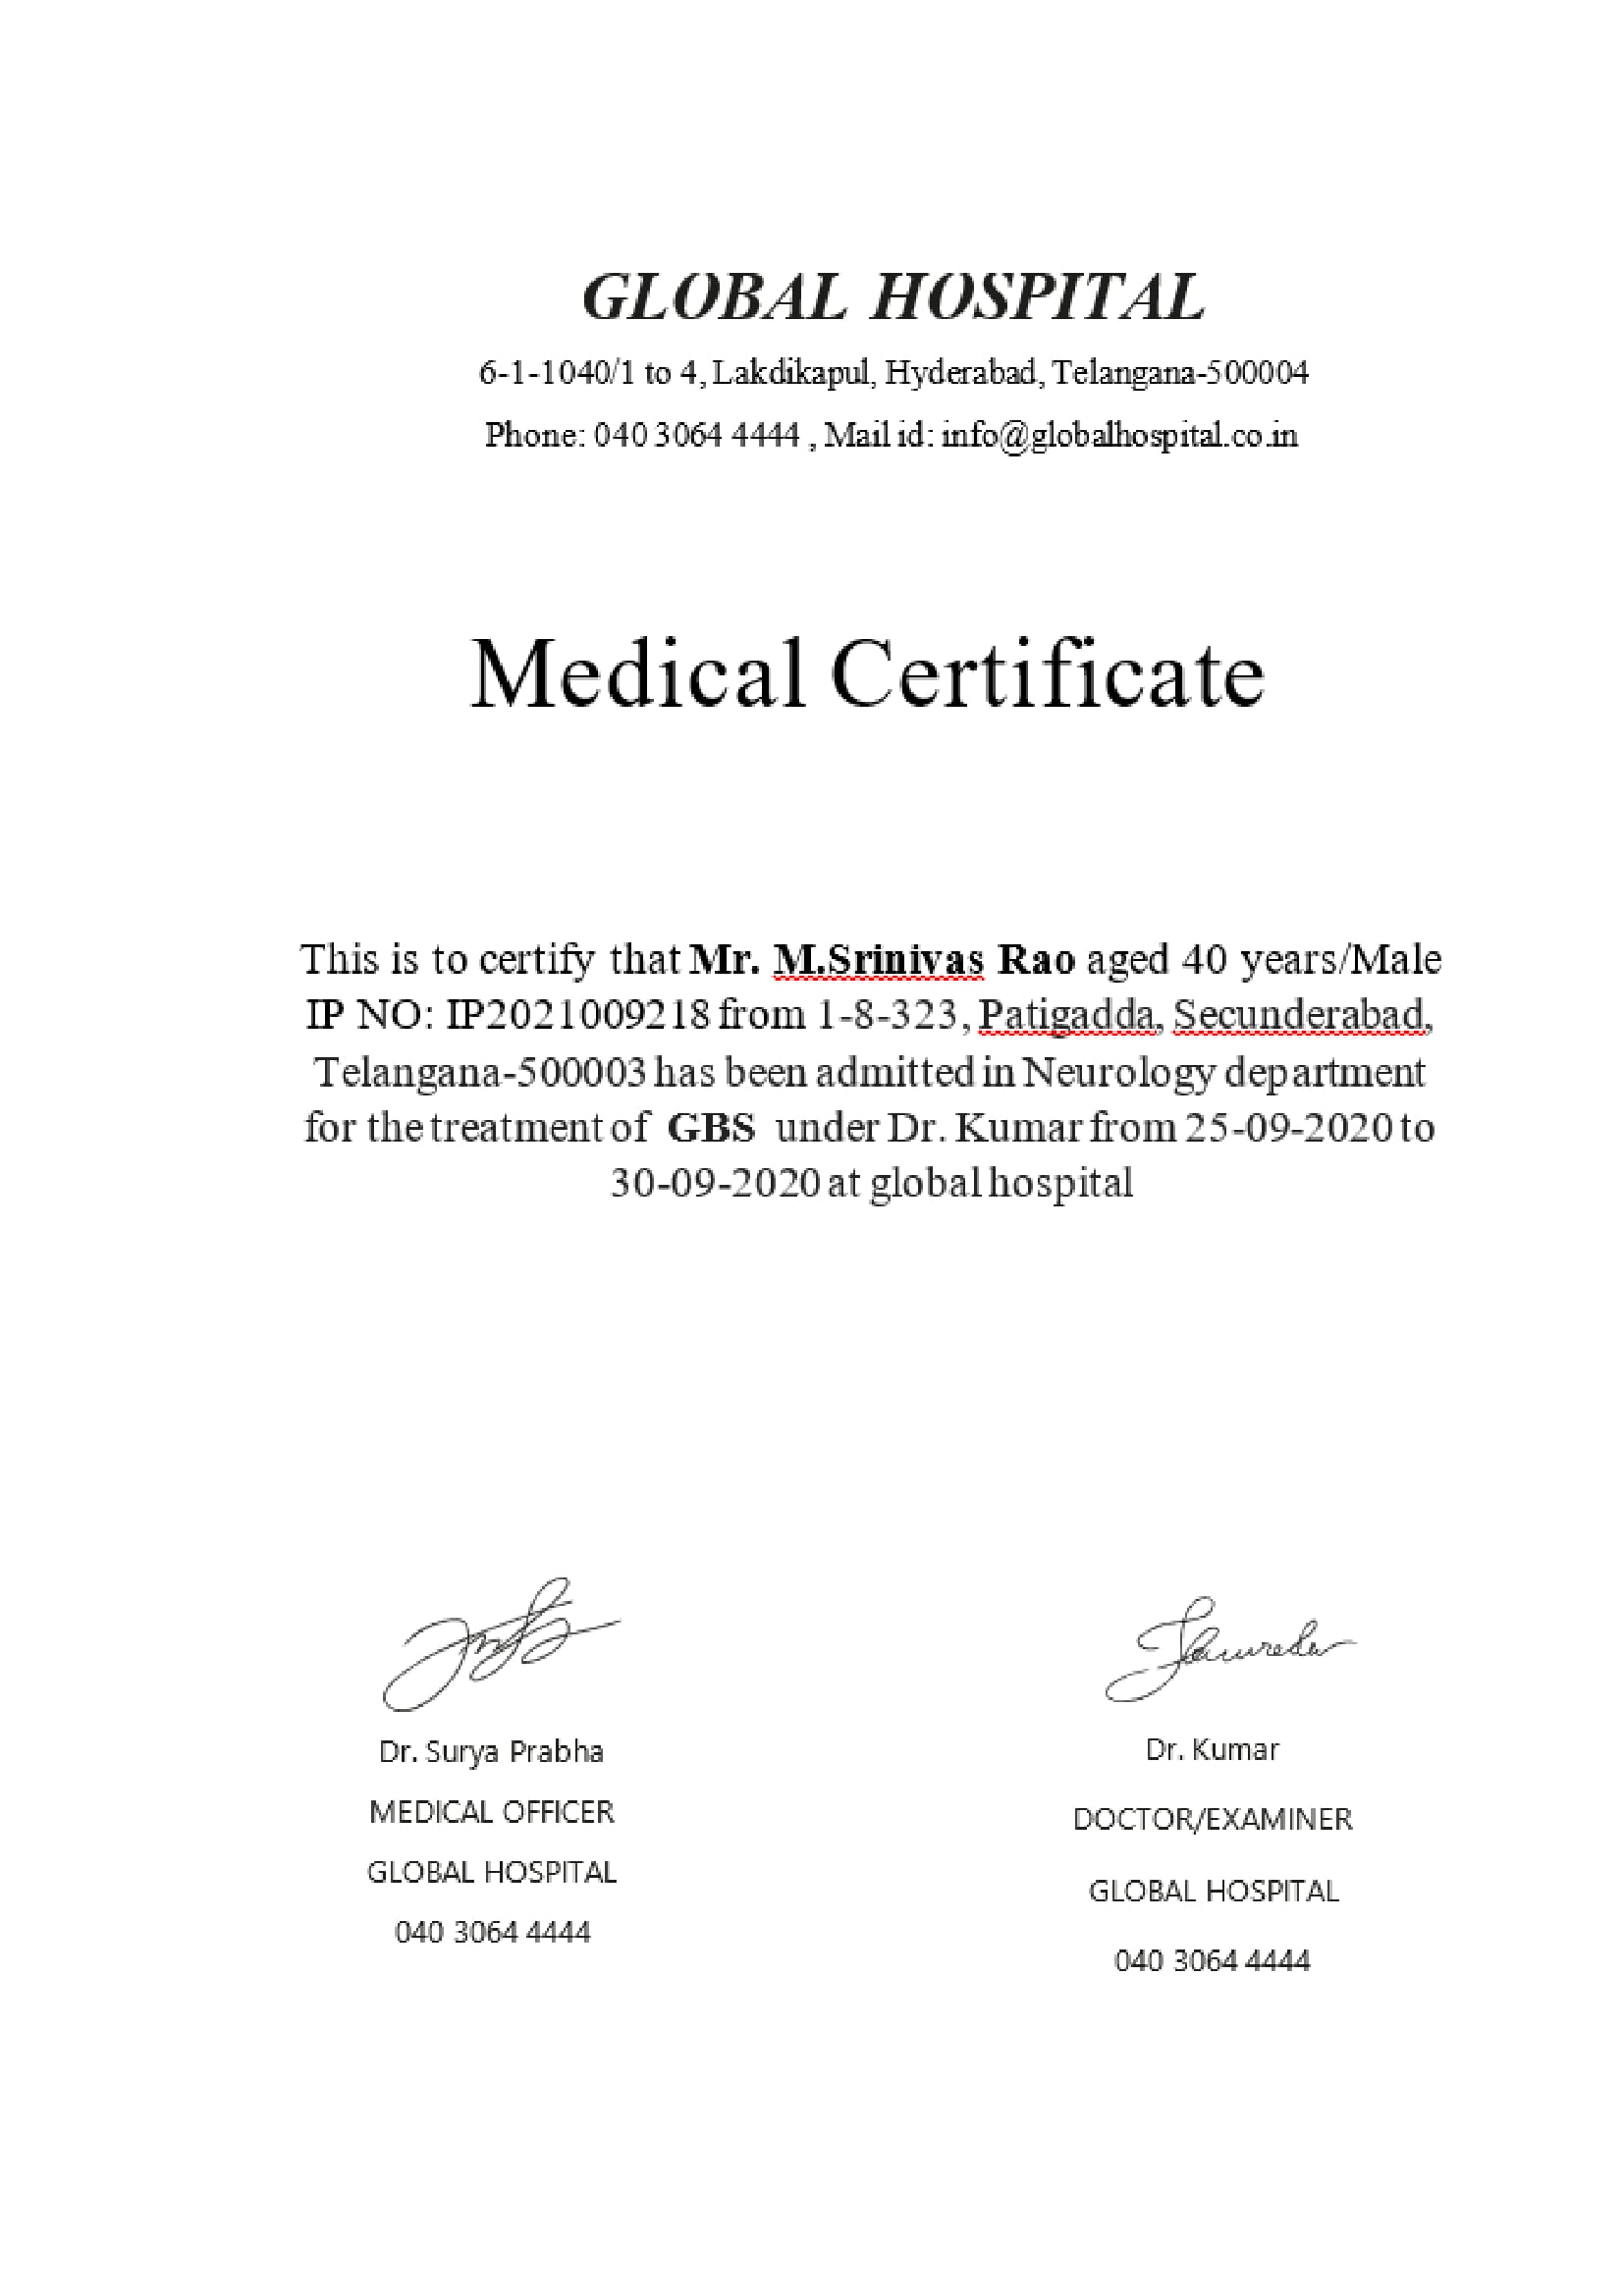 GLOBAL HOSPITAL
6-1-1040/1 to 4, Lakdikapul, Hyderabad, Telangana-500004
Phone: 040 3064 4444 , Mail id: info@globalhospital.co.in
Medical Certificate
This is to certify that Mr. M.Srinivas Rao aged 40 years/Male
IP NO: IP2021009218 from 1-8-323, Patigadda, Secunderabad,
Telangana-500003 has been admitted in Neurology department
for the treatment of GBS under Dr. Kumar from 25-09-2020 to
30-09-2020 at global hospital
Dr. Surya Prabha
MEDICAL OFFICER
GLOBAL HOSPITAL
040 3064 4444
Dr. Kumar
DOCTOR/EXAMINER
GLOBAL HOSPITAL
040 3064 4444